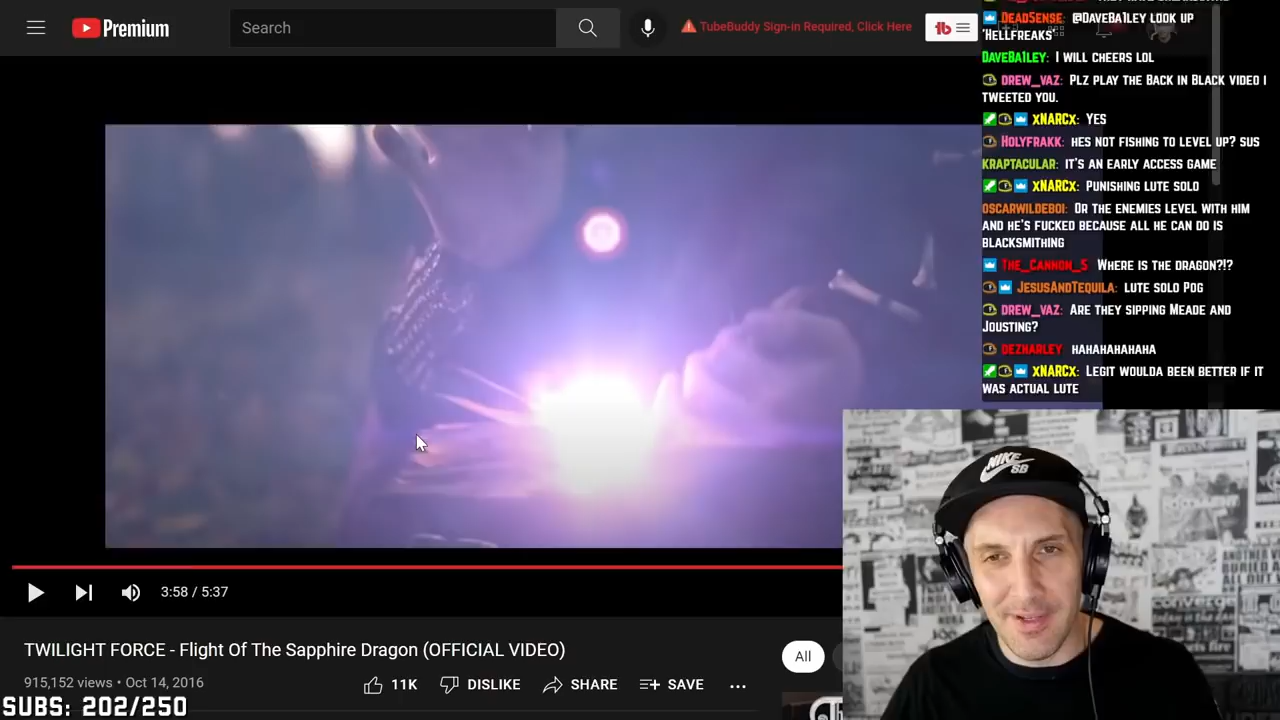 Premium
Search
TubeBuddy Sign-in Required, Click Here
tb
DeadSense: @DaveBa1ley look up
'Hellfreaks'
DaveBa1ley: I will cheers lol
drew_vaz: Plz play the Back in Black video I
tweeted you.
xNARCx: YES
Holyfrakk: hes not fishing to level up? sus
Kraptacular: it's an early access game
xNARCx: Punishing lute solo
oscarwildeboi: Or the enemies level with him
and he's fucked because all he can do is
blacksmithing
The_Cannon_S Where is the dragon?!?
JesusAndTequila: lute solo Pog
drew_vaz: Are they sipping Meade and
Jousting?
dezharley hahahahahaha
xNARCx: Legit woulda been better if it
was actual lute
NIKE
SB
converge
3:58 / 5:37
TWILIGHT FORCE - Flight Of The Sapphire Dragon (OFFICIAL VIDEO)
All
915,152 views • Oct 14, 2016
11K
DISLIKE
SHARE
SAVE
SUBS: 202/250